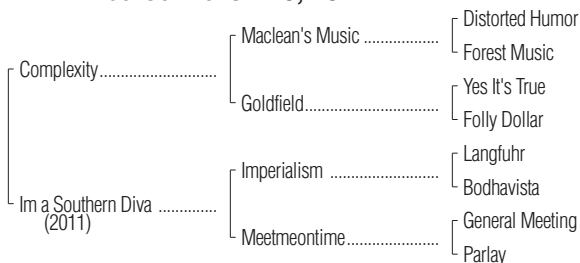 Complexity
Im a Southern Diva
(2011)
Maclean's Music
Goldfield
Imperialism
Meetmeontime
Distorted Humor
Forest Music
Yes It's True
Folly Dollar
Langfuhr
Bodhavista
General Meeting
Parlay